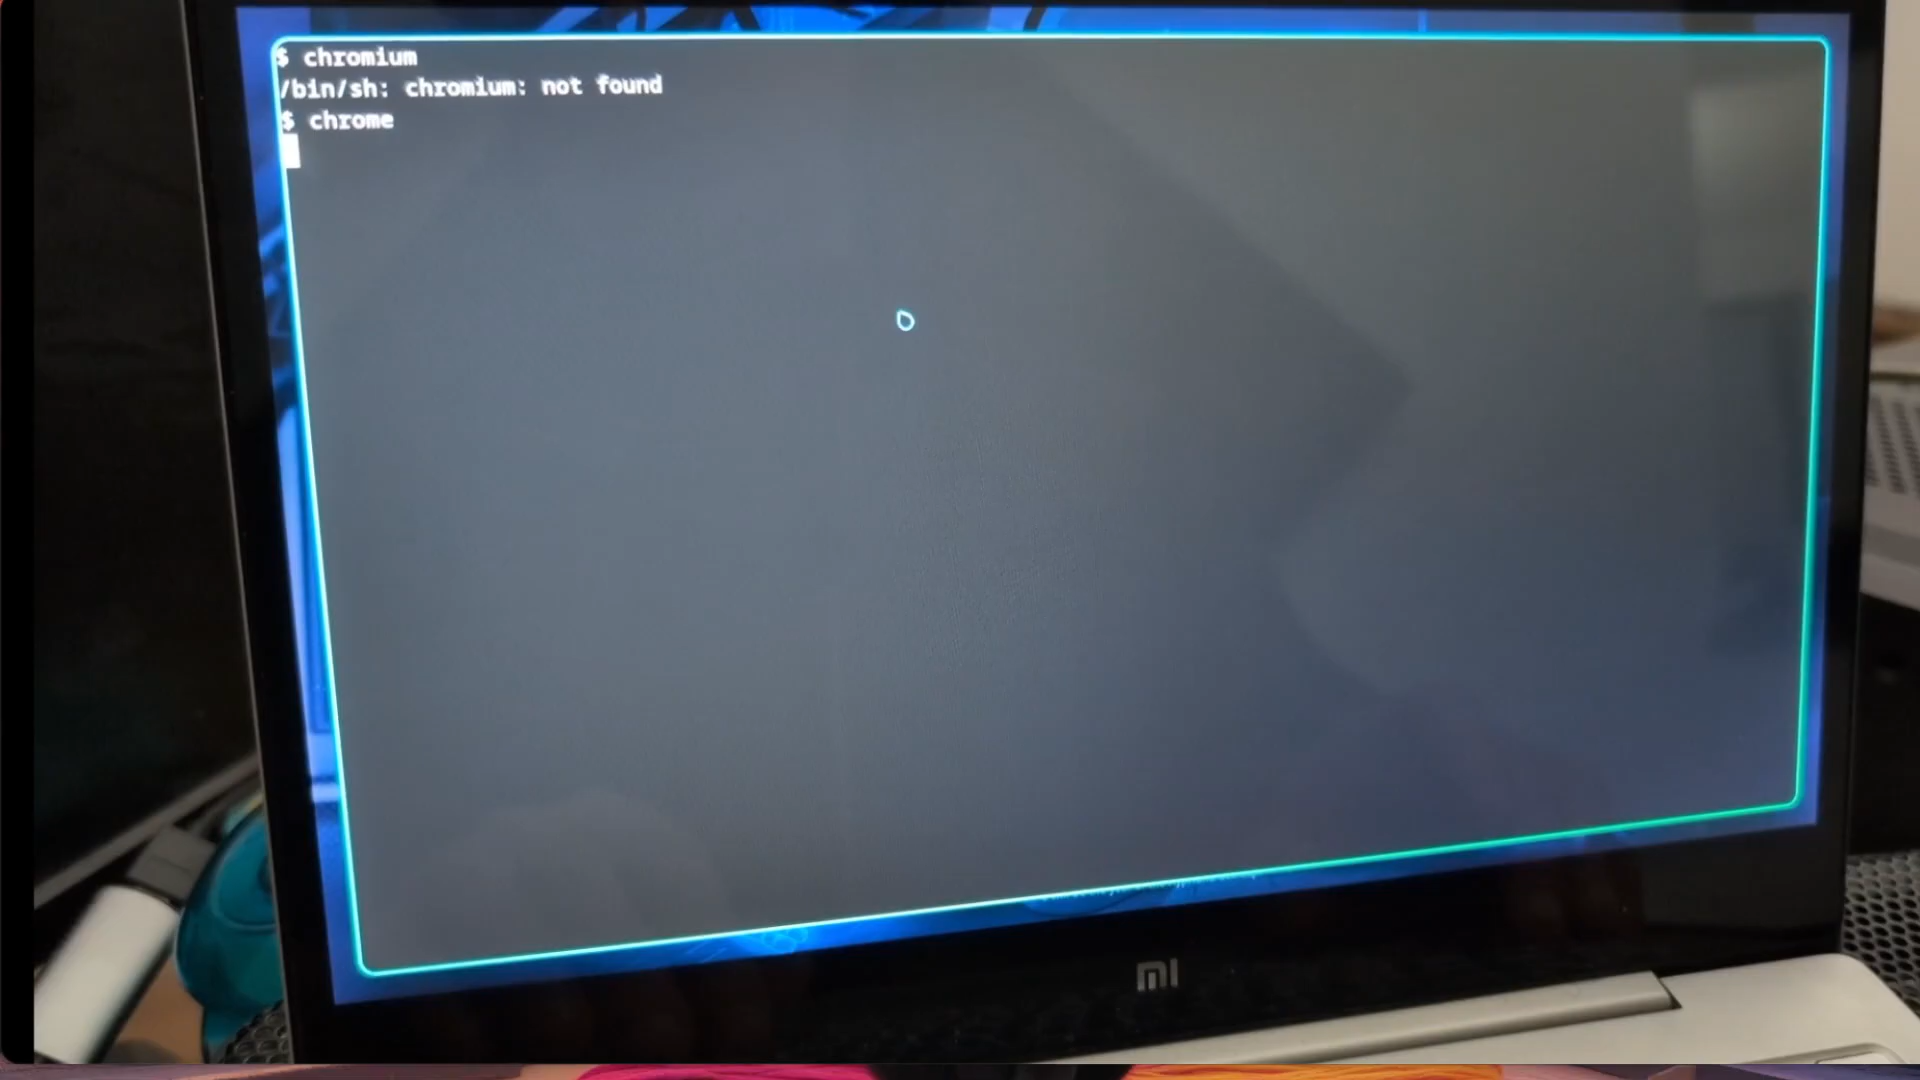 $ chromium
/bin/sh: chromium: not found
$ chrome
mi